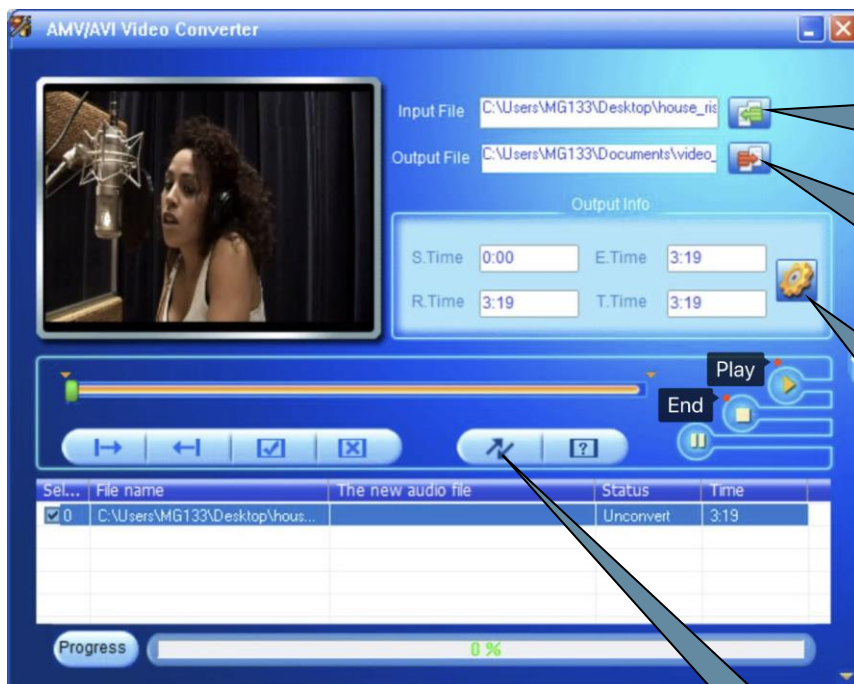 AMV/AVI Video Converter
Input File C:\Users\MG133\Desktop\house_ris
Output File C:\Users\MG133\Documents\video_
Output Info
S.Time 0:00 E.Time 3:19
R.Time 3:19 T.Time 3:19
Play
End
Sel... File name The new audio file Status Time
0 C:\Users\MG133\Desktop\hous... Unconvert 3:19
Progress 0 %